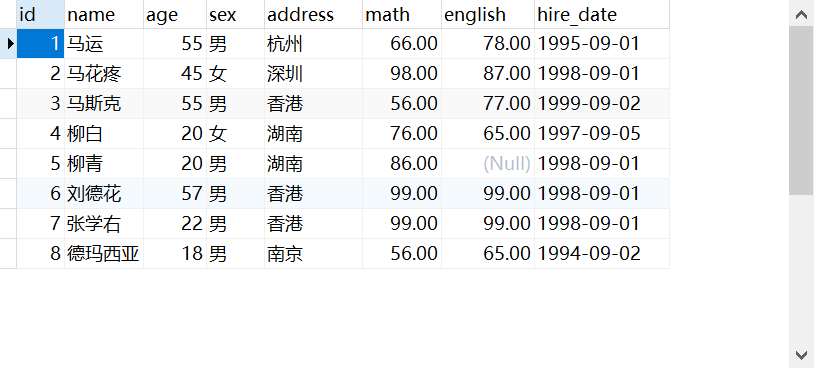 id name age sex address math english hire_date
1 马运 55 男 杭州 66.00 78.00 1995-09-01
2 马花疼 45 女 深圳 98.00 87.00 1998-09-01
3 马斯克 55 男 香港 56.00 77.00 1999-09-02
4 柳白 20 女 湖南 76.00 65.00 1997-09-05
5 柳青 20 男 湖南 86.00 (Null) 1998-09-01
6 刘德花 57 男 香港 99.00 99.00 1998-09-01
7 张学右 22 男 香港 99.00 99.00 1998-09-01
8 德玛西亚 18 男 南京 56.00 65.00 1994-09-02